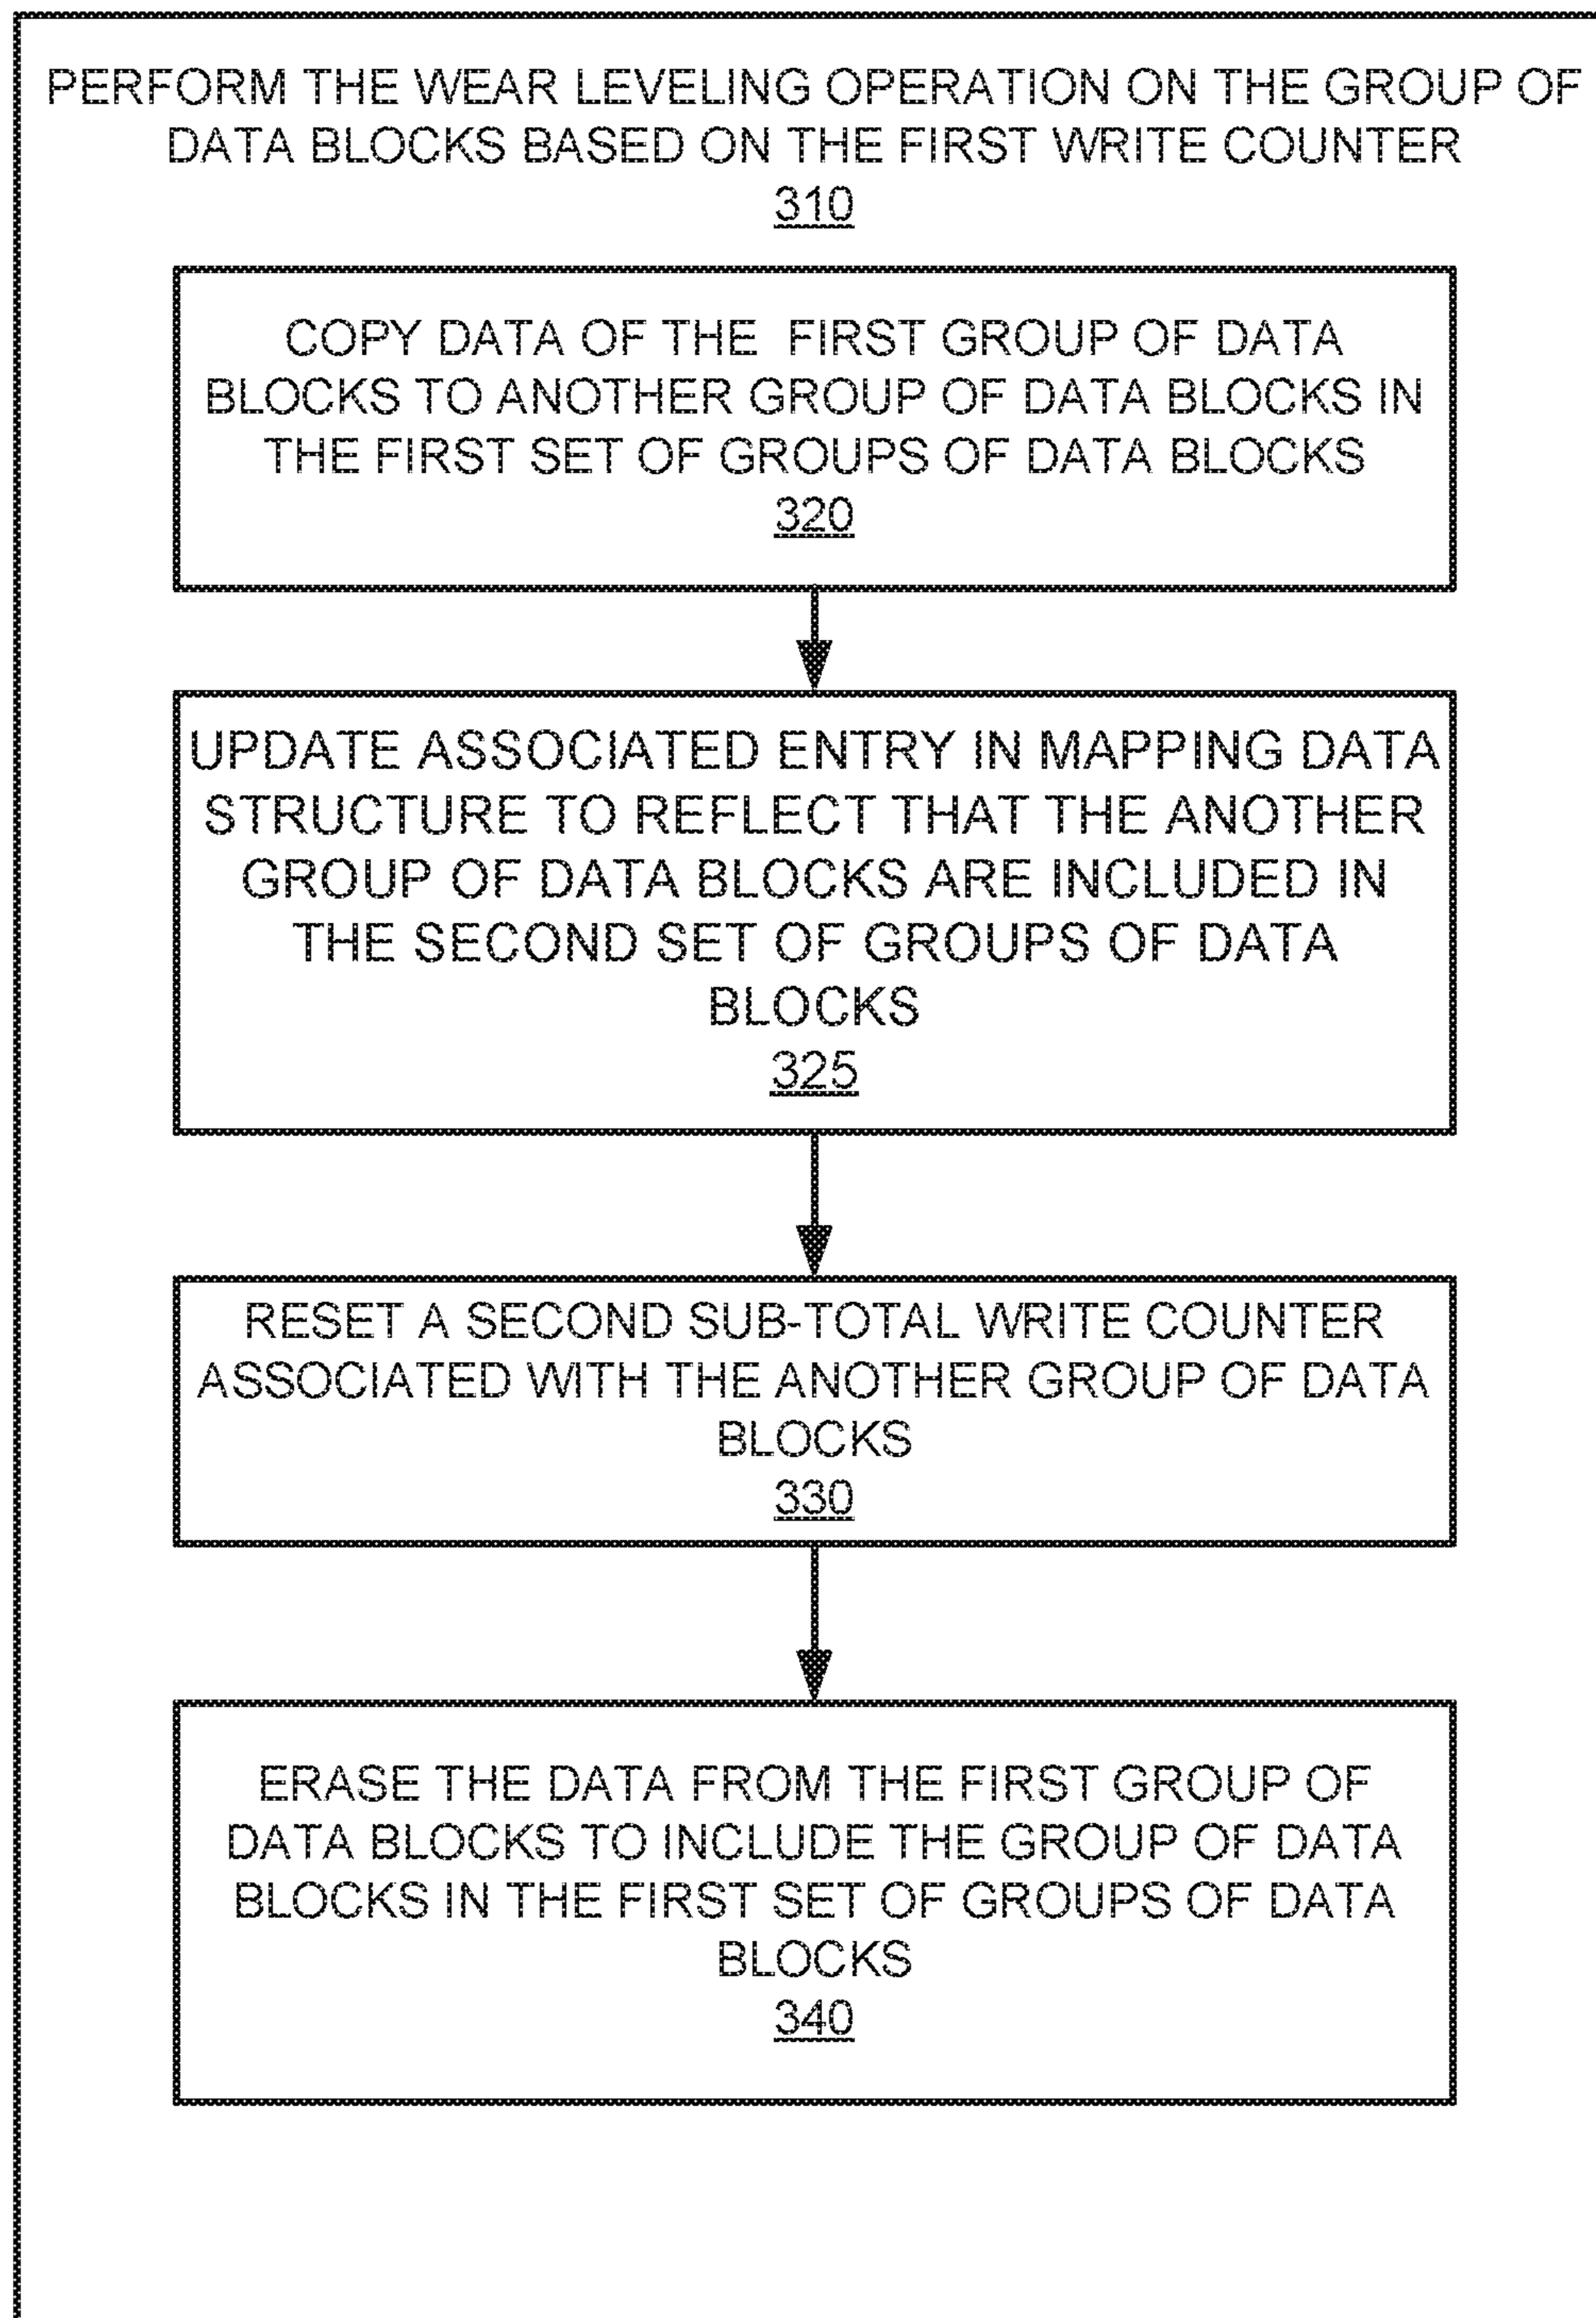 PERFORM THE WEAR LEVELING OPERATION ON THE GROUP OF
DATA BLOCKS BASED ON THE FIRST WRITE COUNTER
310
COPY DATA OF THE FIRST GROUP OF DATA
BLOCKS TO ANOTHER GROUP OF DATA BLOCKS IN
THE FIRST SET OF GROUPS OF DATA BLOCKS
320
UPDATE ASSOCIATED ENTRY IN MAPPING DATA
STRUCTURE TO REFLECT THAT THE ANOTHER
GROUP OF DATA BLOCKS ARE INCLUDED IN
THE SECOND SET OF GROUPS OF DATA
BLOCKS
325
RESET A SECOND SUB-TOTAL WRITE COUNTER
ASSOCIATED WITH THE ANOTHER GROUP OF DATA
BLOCKS
330
ERASE THE DATA FROM THE FIRST GROUP OF
DATA BLOCKS TO INCLUDE THE GROUP OF DATA
BLOCKS IN THE FIRST SET OF GROUPS OF DATA
BLOCKS
340